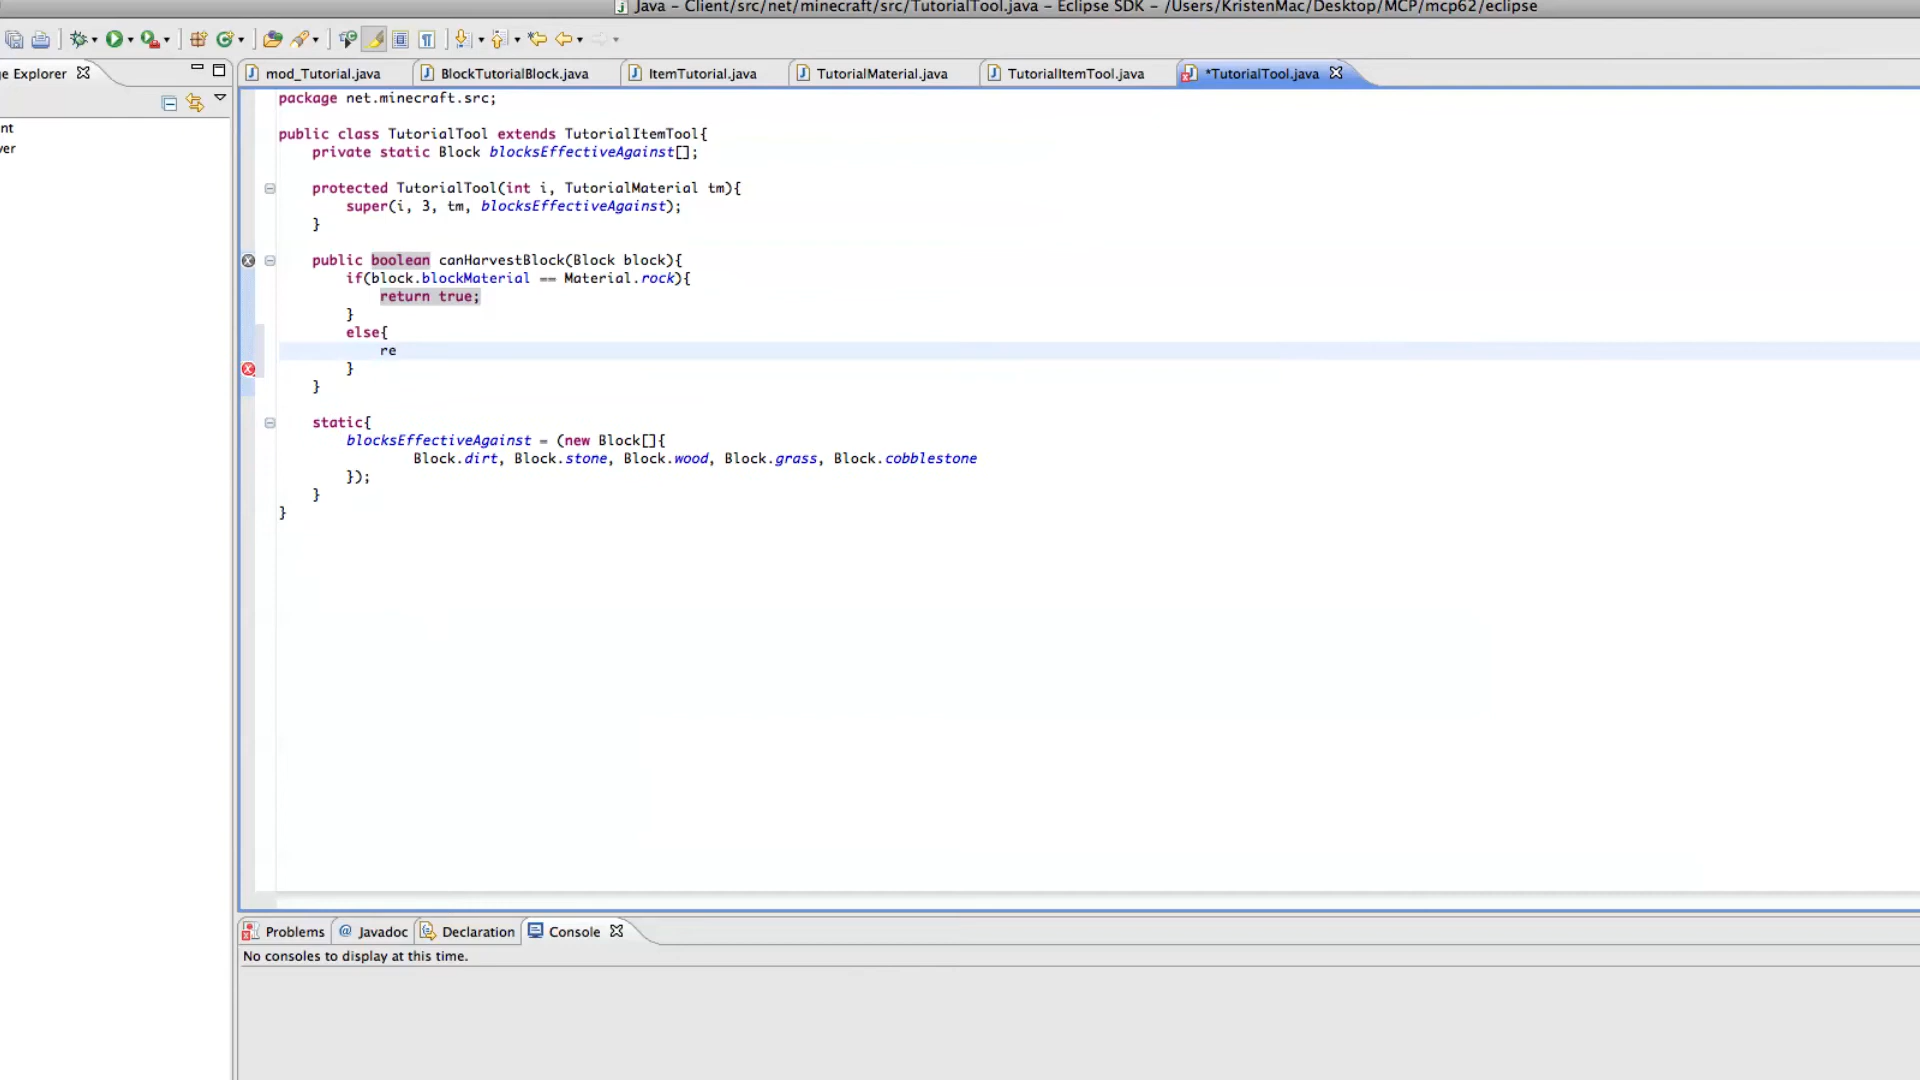 Java – Client/src/net/minecraft/src/TutorialTool.java – Eclipse SDK – /Users/KristenMac/Desktop/MCP/mcp62/eclipse
ge Explorer
mod_Tutorial.java
BlockTutorialBlock.java
ItemTutorial.java
TutorialMaterial.java
TutorialItemTool.java
*TutorialTool.java
nt
ver
package net.minecraft.src;
public class TutorialTool extends TutorialItemTool{
private static Block blocksEffectiveAgainst[];
protected TutorialTool(int i, TutorialMaterial tm){
super(i, 3, tm, blocksEffectiveAgainst);
}
public boolean canHarvestBlock(Block block){
if(block.blockMaterial == Material.rock){
return true;
}
else{
re
}
}
static{
blocksEffectiveAgainst = (new Block[]{
Block.dirt, Block.stone, Block.wood, Block.grass, Block.cobblestone
});
}
}
Problems
@ Javadoc
Declaration
Console
No consoles to display at this time.